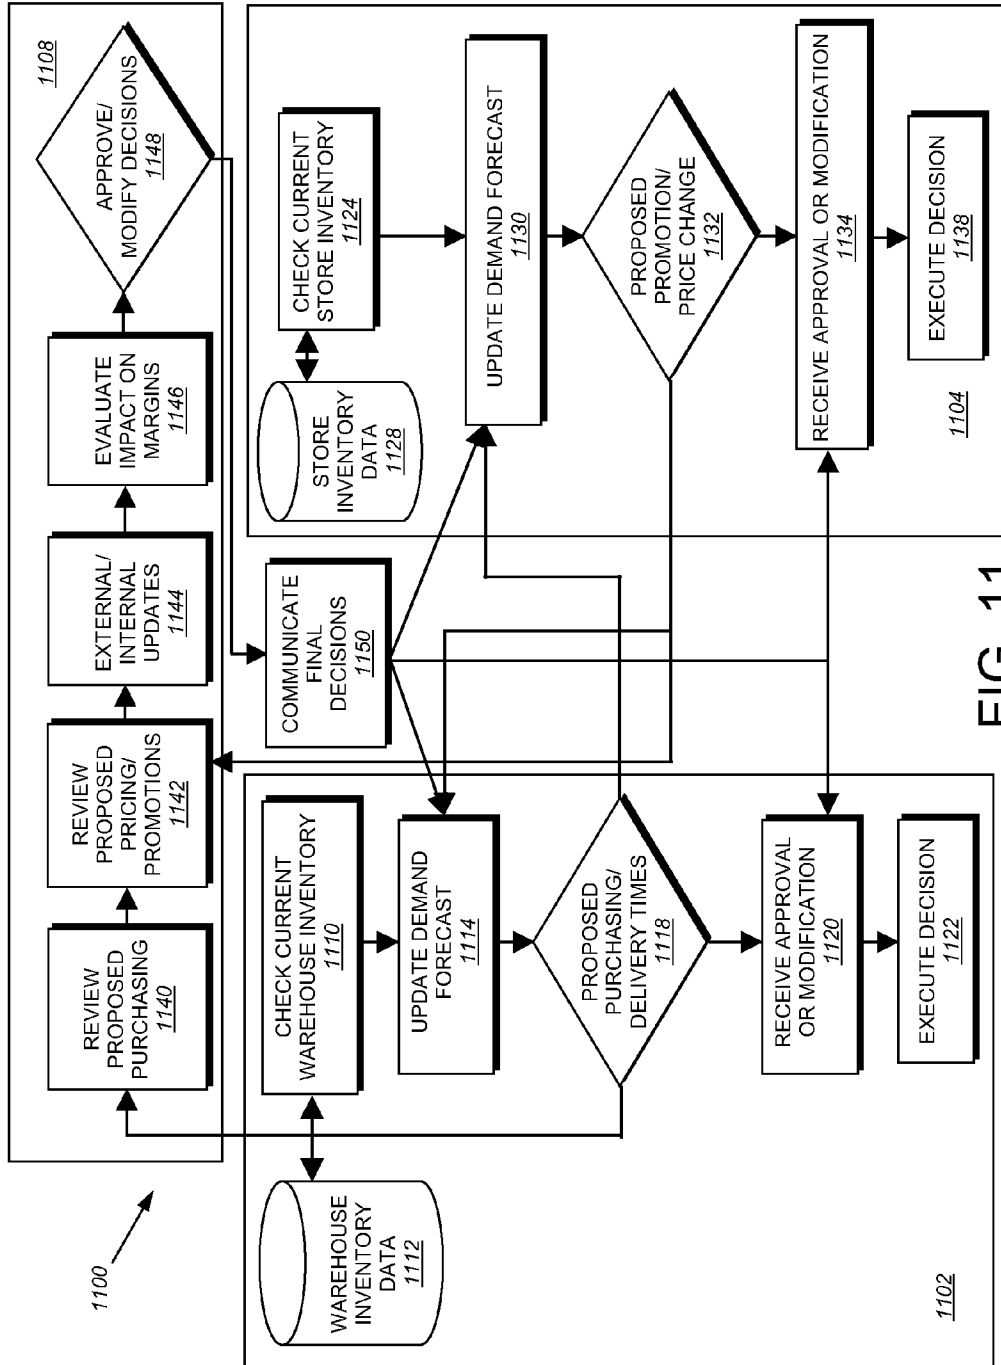 1100
1108
REVIEW
PROPOSED
PURCHASING
1140
REVIEW
PROPOSED
PRICING/
PROMOTIONS
1142
EXTERNAL/
INTERNAL
UPDATES
1144
EVALUATE
IMPACT ON
MARGINS
1146
APPROVE/
MODIFY DECISIONS
1148
COMMUNICATE
FINAL
DECISIONS
1150
WAREHOUSE
INVENTORY
DATA
1112
CHECK CURRENT
WAREHOUSE INVENTORY
1110
UPDATE DEMAND
FORECAST
1114
PROPOSED
PURCHASING/
DELIVERY TIMES
1118
RECEIVE APPROVAL
OR MODIFICATION
1120
EXECUTE DECISION
1122
1102
STORE
INVENTORY
DATA
1128
CHECK CURRENT
STORE INVENTORY
1124
UPDATE DEMAND FORECAST
1130
PROPOSED
PROMOTION/
PRICE CHANGE
1132
RECEIVE APPROVAL OR MODIFICATION
1134
EXECUTE DECISION
1138
1104
FIG. 11